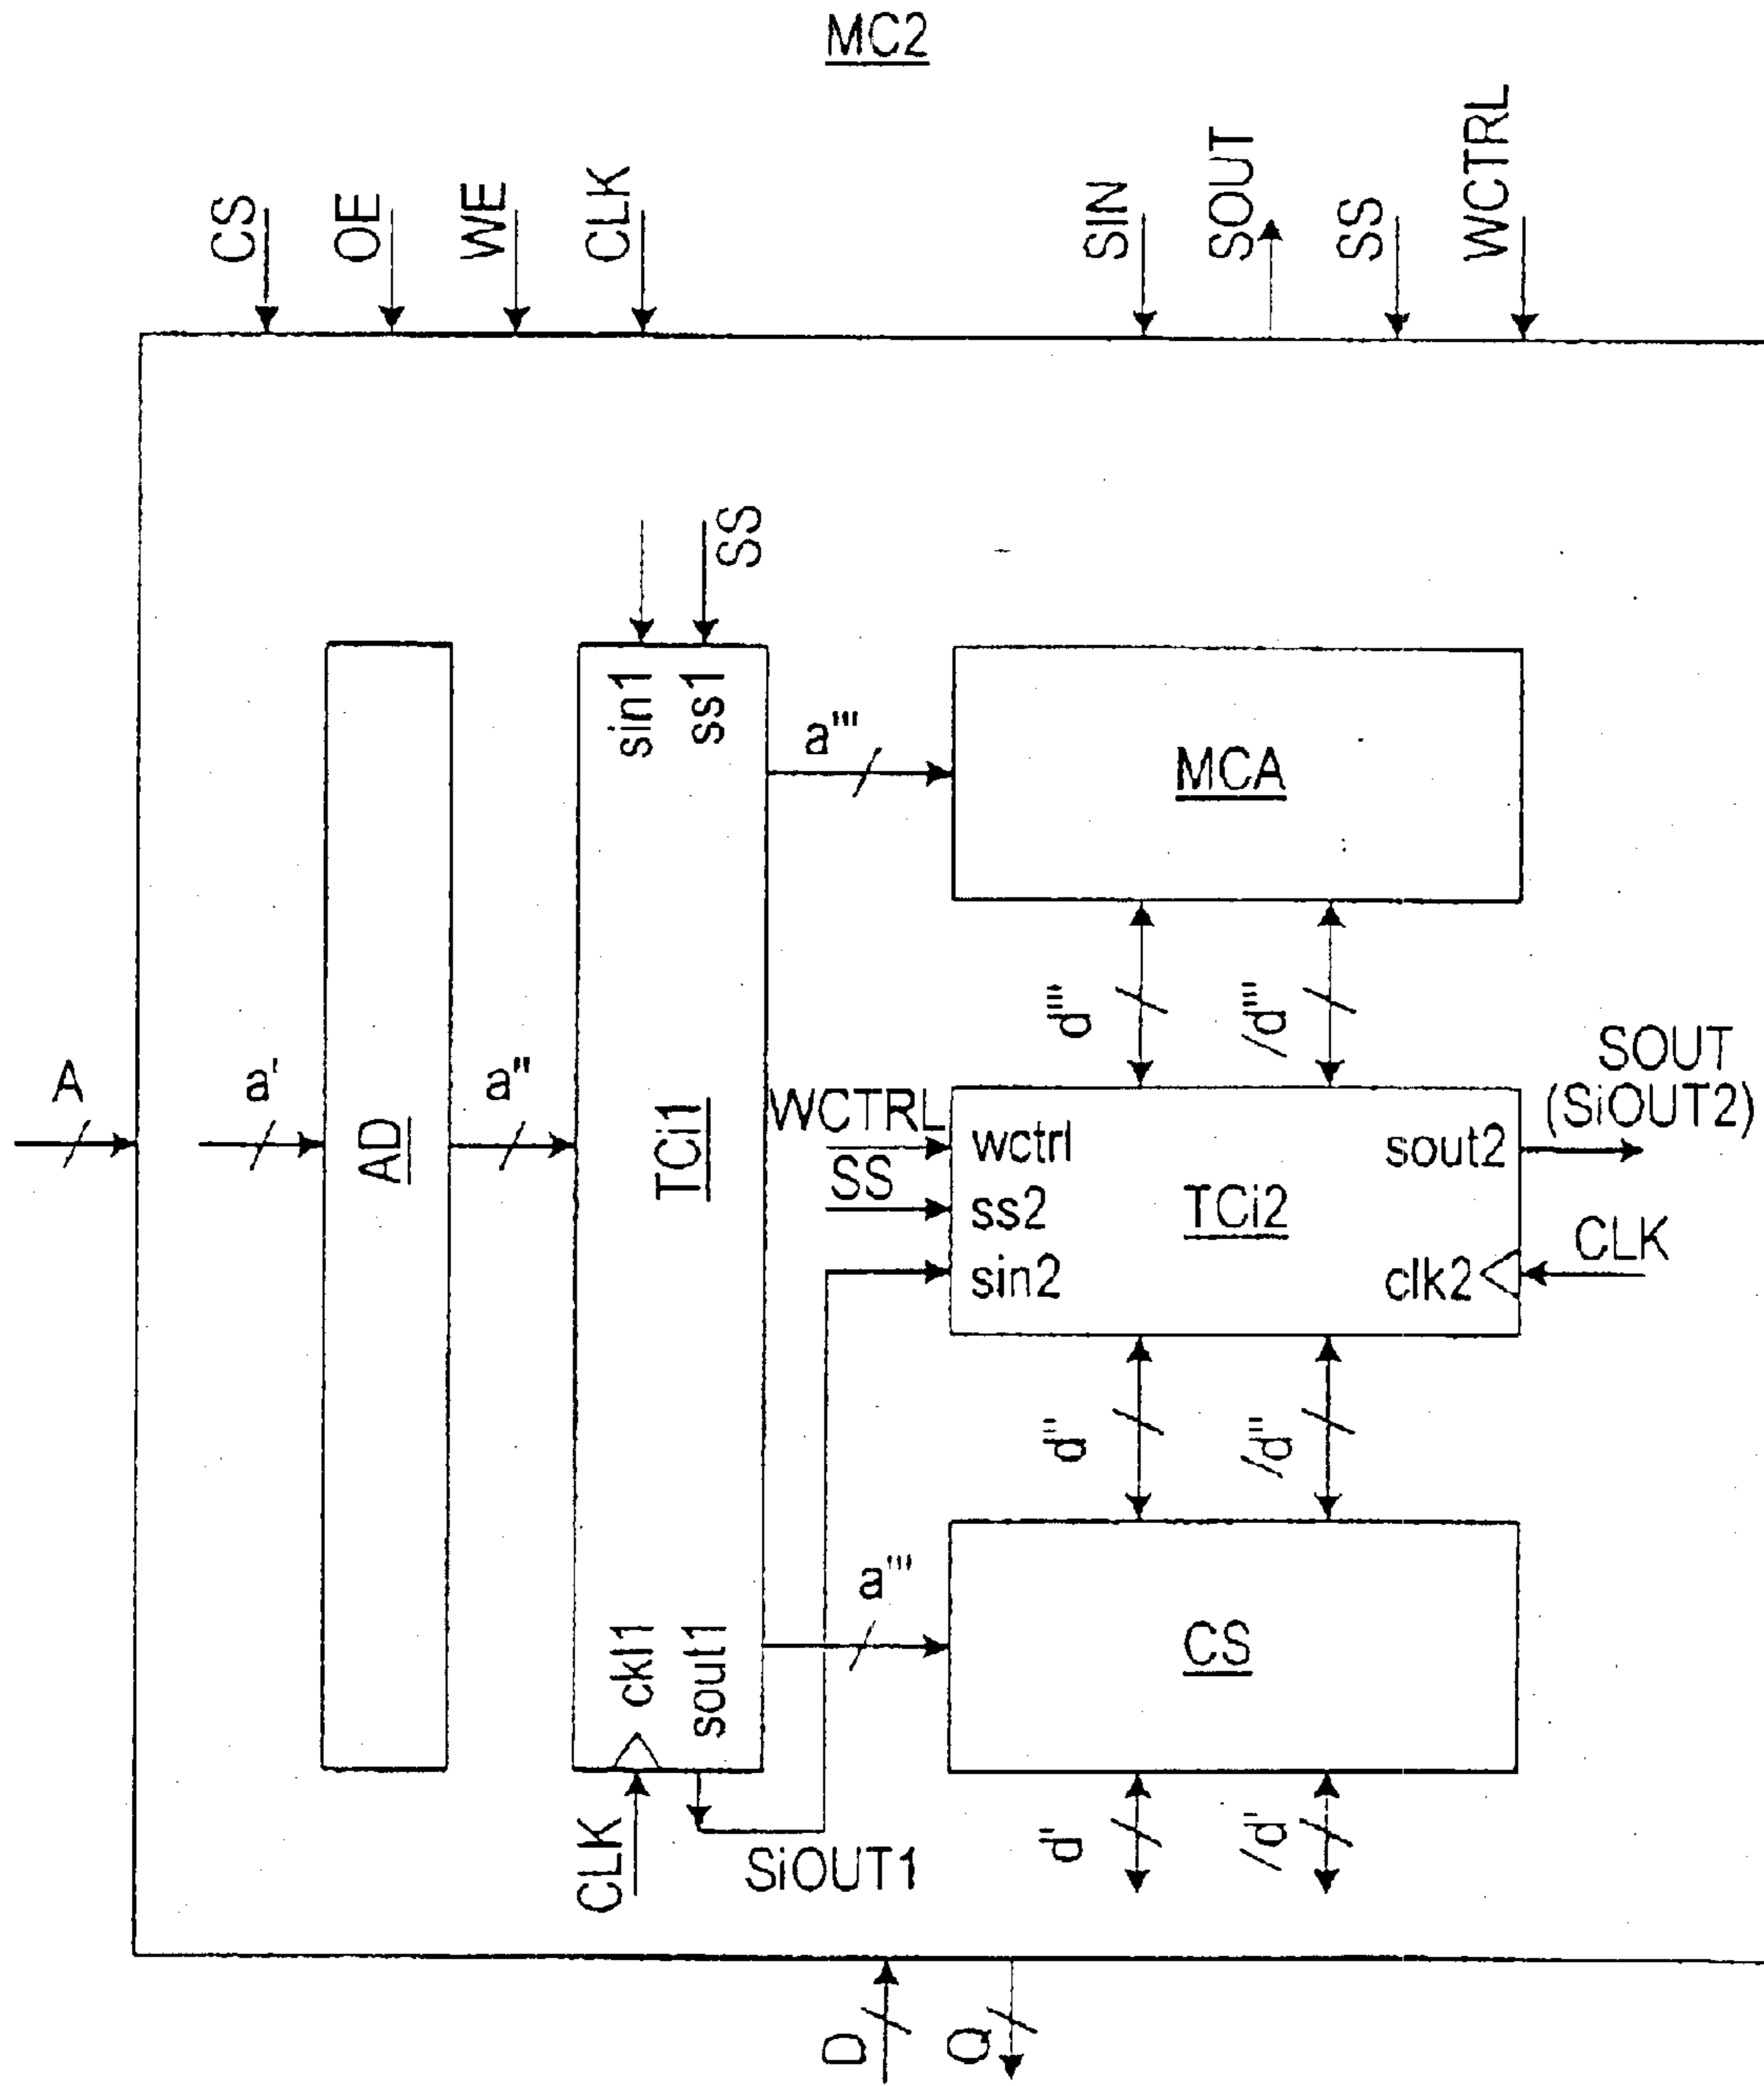 MC2
CS
OE
WE
CLK
SIN
SOUT
SS
WCTRL
SS
sin1
ss1
a'''
MCA
d''''
/d''''
A
a'
AD
a''
TCi1
WCTRL
SS
wctrl
ss2
sin2
TCi2
sout2
clk2
SOUT
(SiOUT2)
CLK
d'''
/d'''
a'''
CS
ckl1
sout1
CLK
SiOUT1
d'
/d'
D
Q